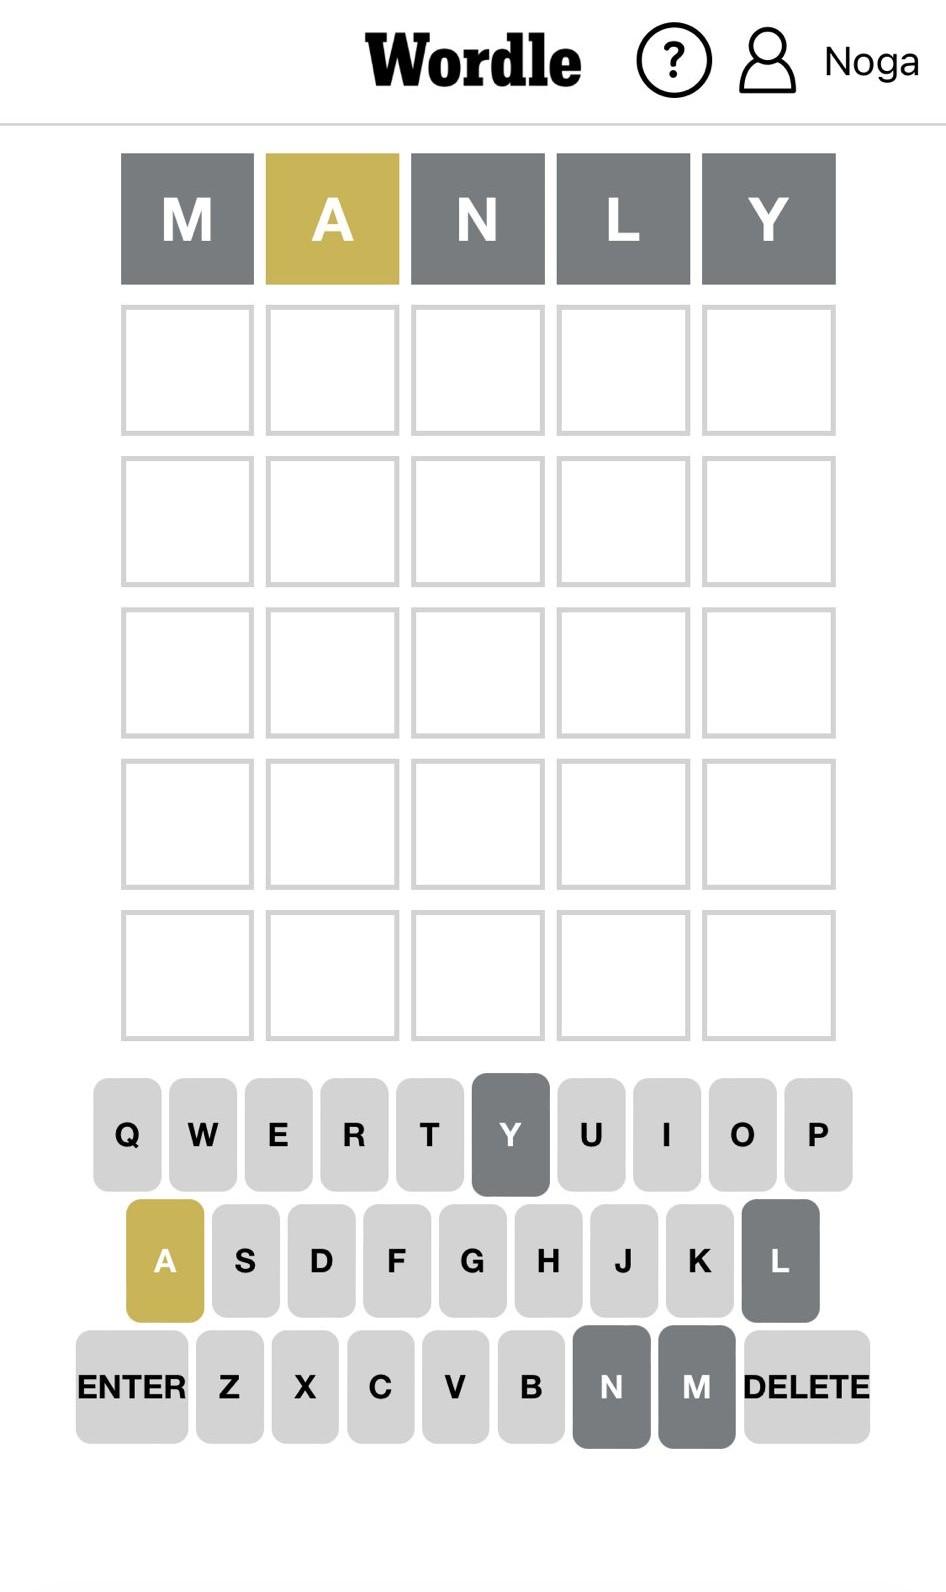 Wordle ? Noga
M A N L Y
Q W E R T Y U I O P
A S D F G H J K L
ENTER Z X C V B N M DELETE